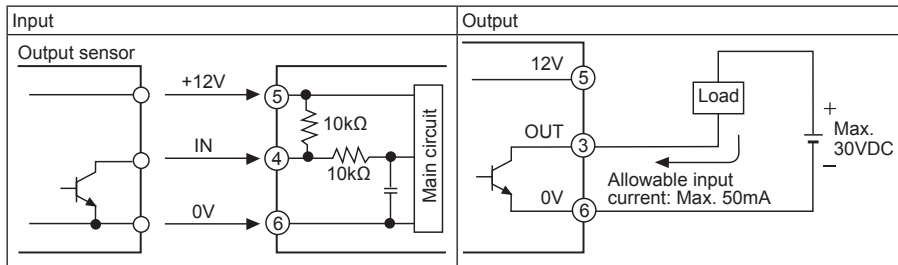 Input
Output sensor
+12V
5
10kΩ
IN
4
10kΩ
0V
6
Main circuit
Output
12V
5
Load
OUT
3
+
Max.
30VDC
−
Allowable input
current: Max. 50mA
0V
6